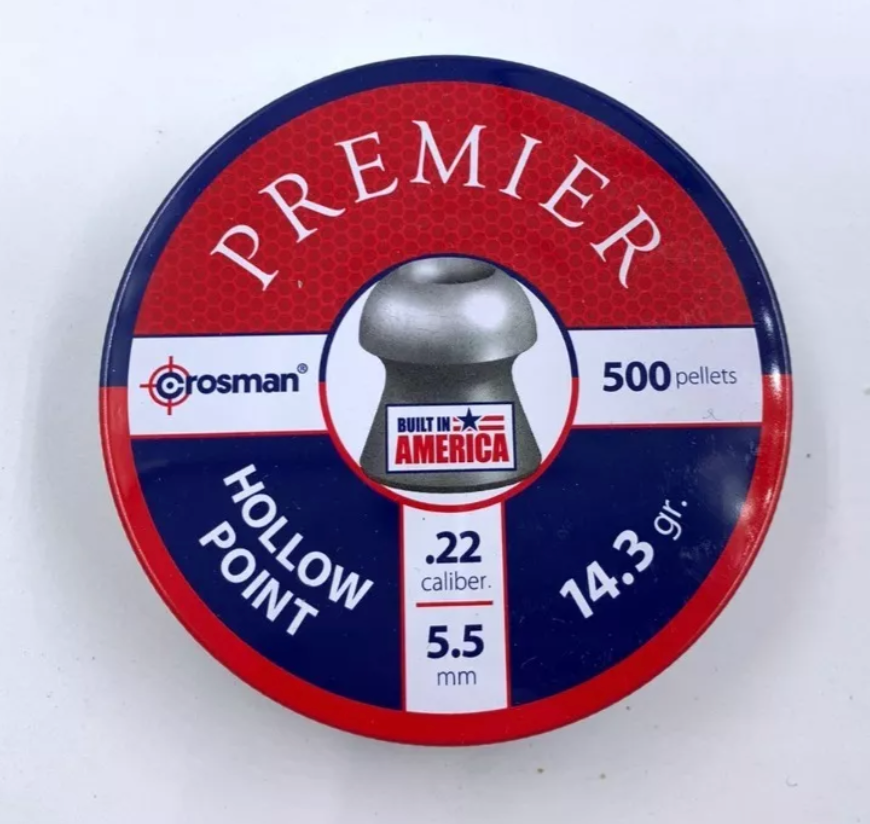 PREMIER
crosman®
500 pellets
BUILT IN
AMERICA
HOLLOW
POINT
.22
caliber.
5.5
mm
14.3 gr.